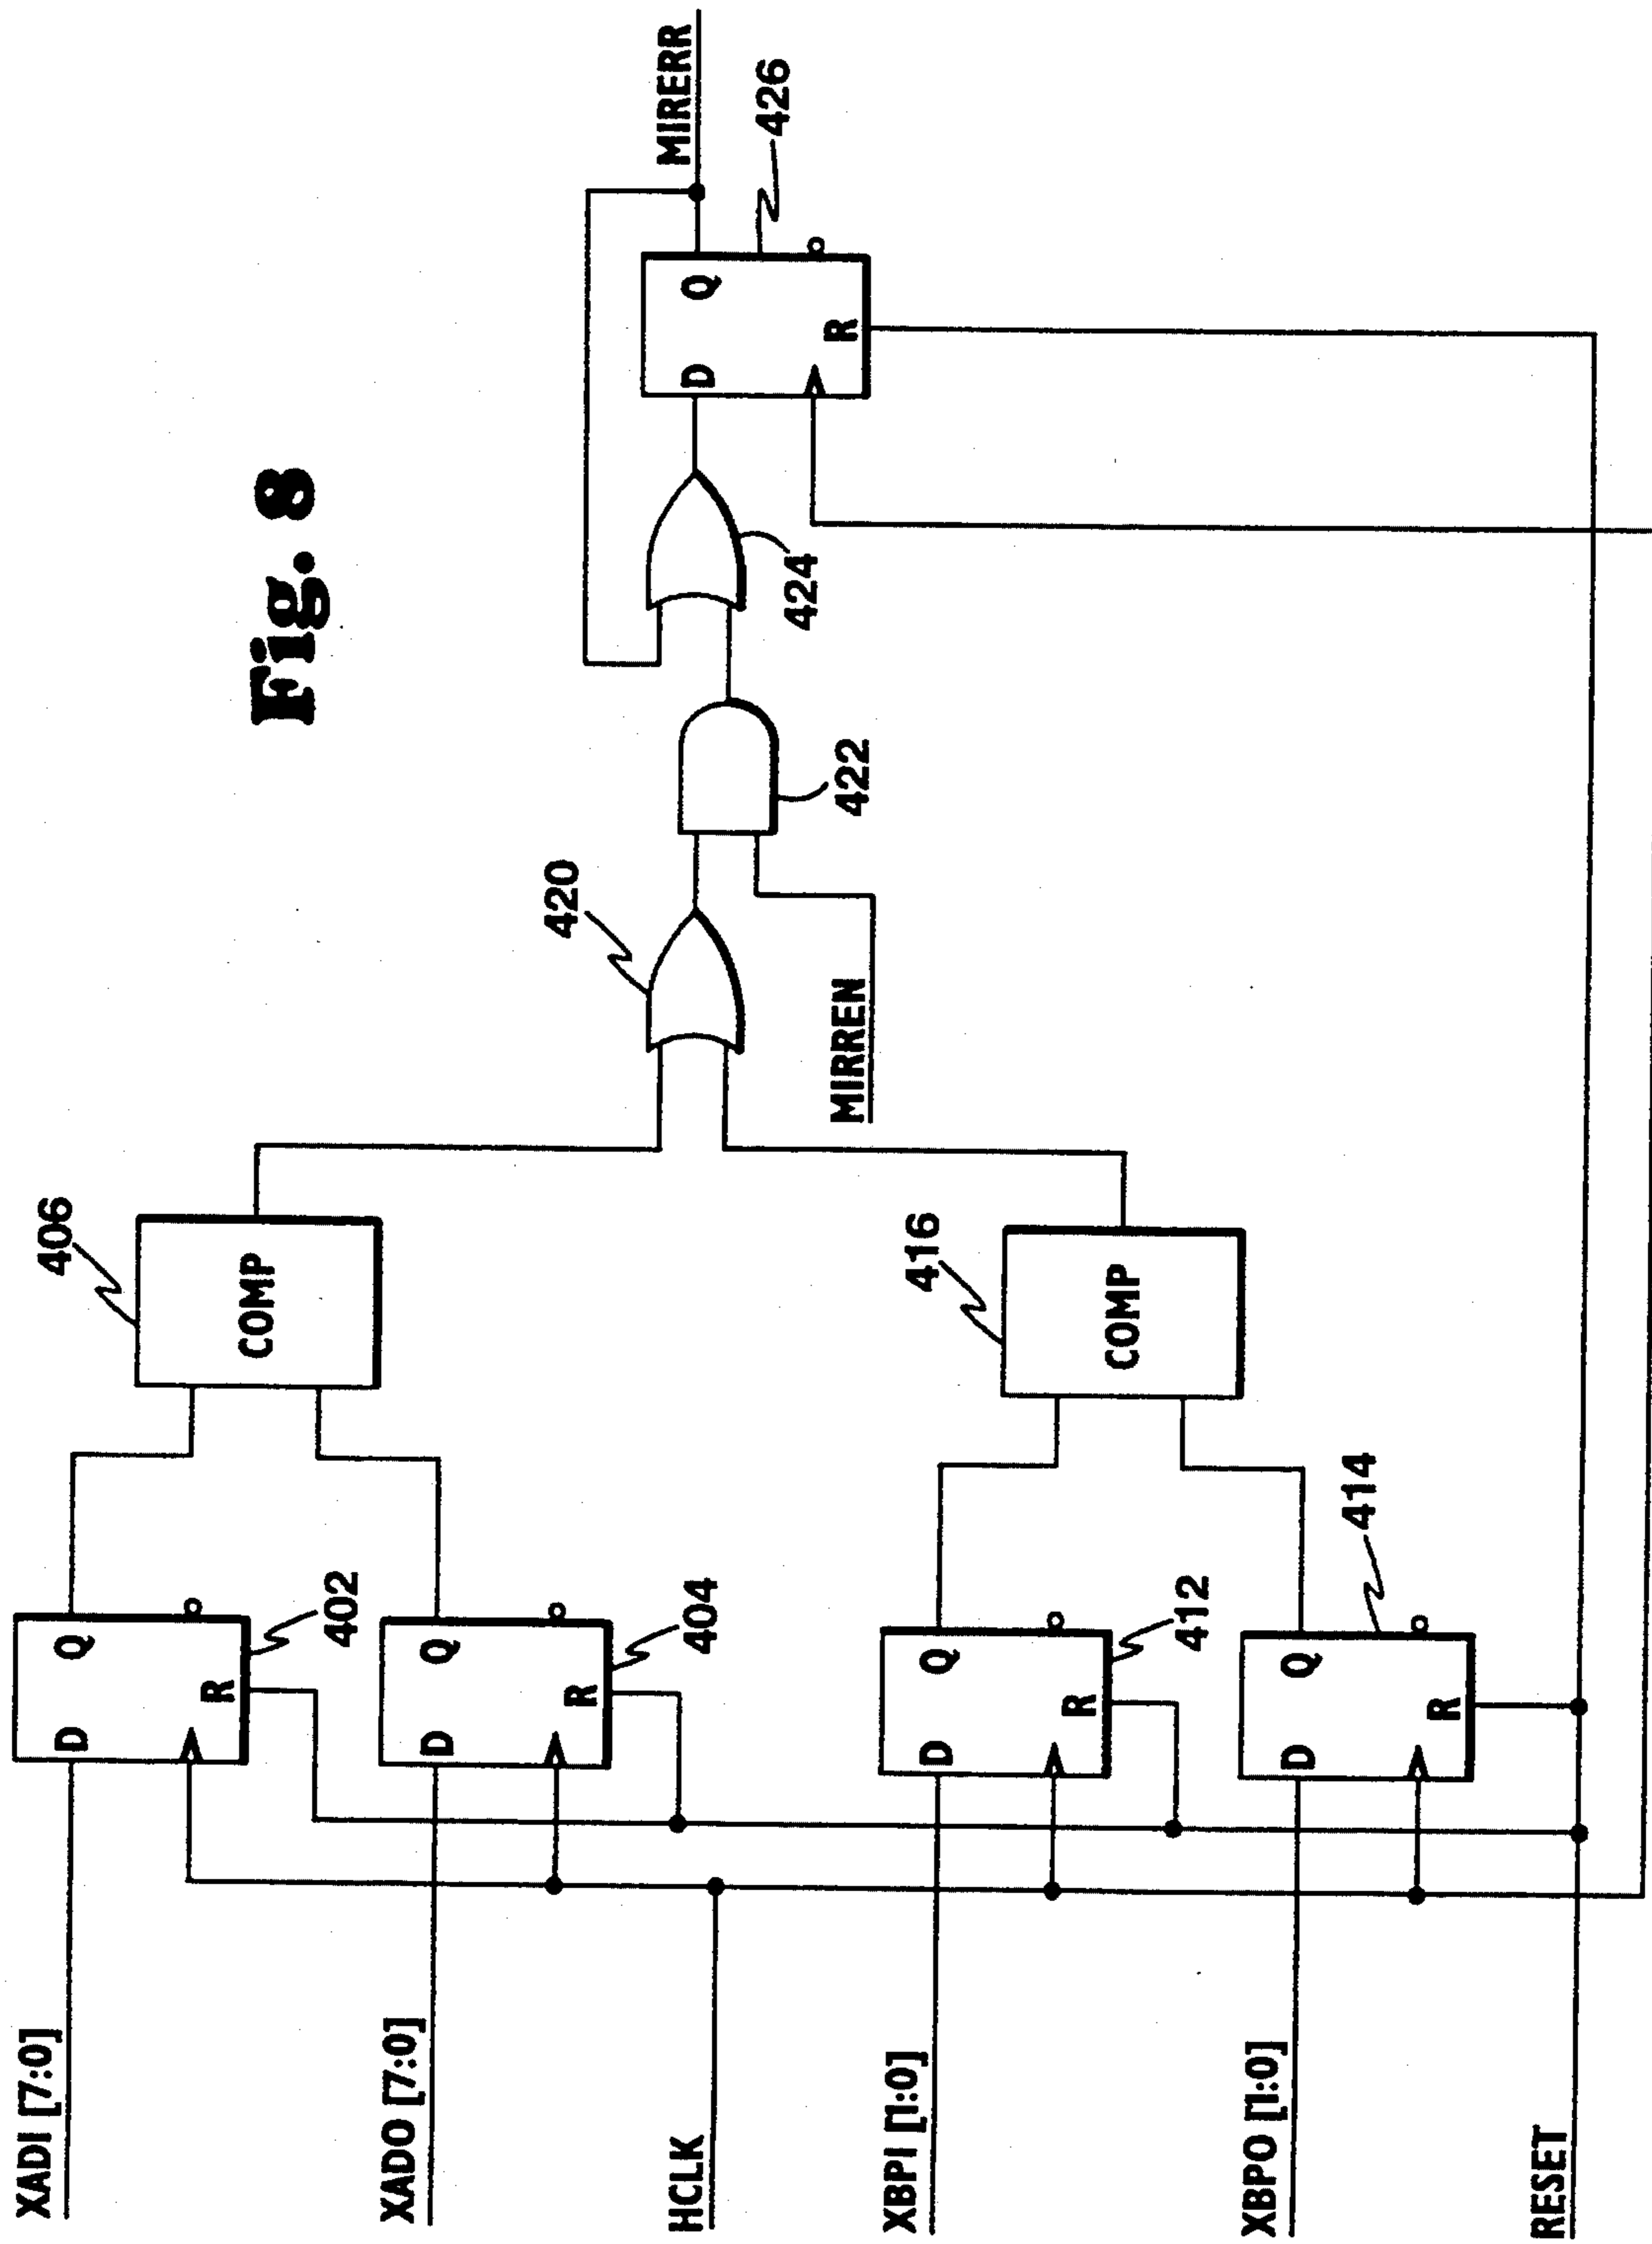 Fig. 8
XADI [7:0]
D
Q
R
402
XADO [7:0]
D
Q
R
404
406
COMP
HCLK
XBPI [1:0]
D
Q
R
412
XBPO [1:0]
D
Q
R
414
416
COMP
RESET
420
MIRREN
422
424
D
Q
R
426
MIRERR